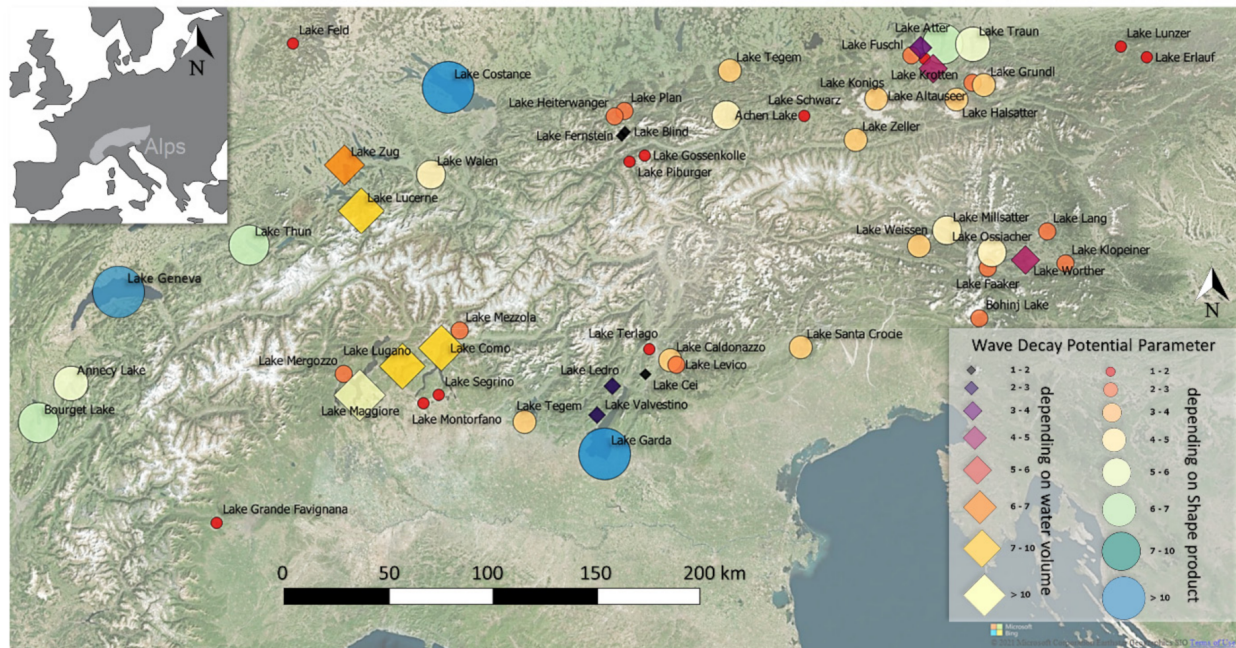 N
Alps
Lake Feld
Lake Costance
Lake Tegem
Lake Atter
Lake Traun
Lake Fuschl
Lake Lunzer
Lake Erlauf
Lake Krotten
Lake Grundl
Lake Konigs
Lake Altauseer
Lake Halsatter
Lake Heiterwanger
Lake Plan
Lake Schwarz
Achen Lake
Lake Fernstein
Lake Blind
Lake Zeller
Lake Gossenkolle
Lake Piburger
Lake Zug
Lake Walen
Lake Lucerne
Lake Thun
Lake Geneva
Lake Millsatter
Lake Lang
Lake Weissen
Lake Ossiacher
Lake Klopeiner
Lake Worther
Lake Faaker
Bohinj Lake
N
Lake Mezzola
Lake Terlago
Lake Santa Crocie
Lake Lugano
Lake Como
Lake Caldonazzo
Lake Mergozzo
Lake Levico
Lake Ledro
Lake Cei
Annecy Lake
Lake Segrino
Lake Maggiore
Lake Montorfano
Lake Tegem
Lake Valvestino
Bourget Lake
Lake Garda
Lake Grande Favignana
0 50 100 150 200 km
Wave Decay Potential Parameter
1 - 2
2 - 3
3 - 4
4 - 5
5 - 6
6 - 7
7 - 10
> 10
depending on water volume
1 - 2
2 - 3
3 - 4
4 - 5
5 - 6
6 - 7
7 - 10
> 10
depending on Shape product
Microsoft
Bing
Terms of Use